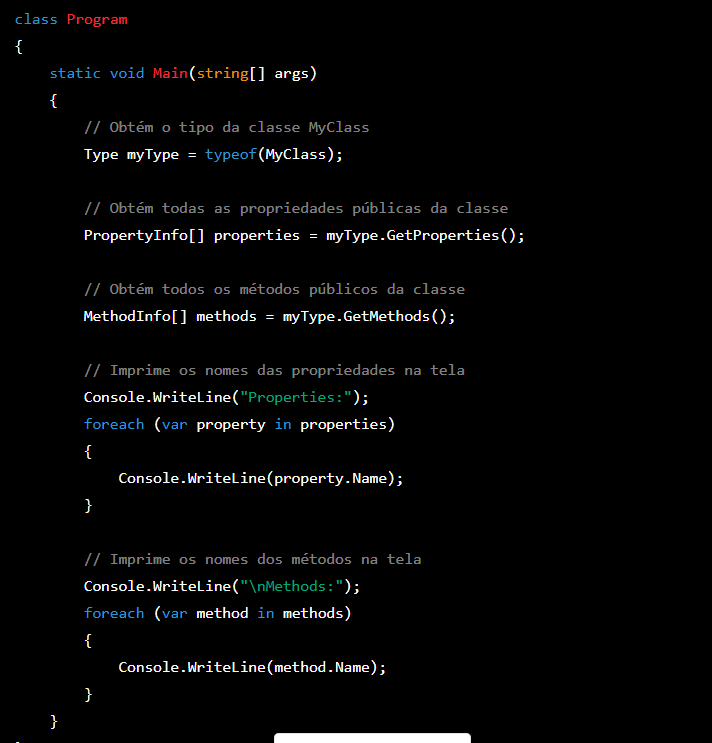 class Program
{
    static void Main(string[] args)
    {
        // Obtém o tipo da classe MyClass
        Type myType = typeof(MyClass);

        // Obtém todas as propriedades públicas da classe
        PropertyInfo[] properties = myType.GetProperties();

        // Obtém todos os métodos públicos da classe
        MethodInfo[] methods = myType.GetMethods();

        // Imprime os nomes das propriedades na tela
        Console.WriteLine("Properties:");
        foreach (var property in properties)
        {
            Console.WriteLine(property.Name);
        }

        // Imprime os nomes dos métodos na tela
        Console.WriteLine("\nMethods:");
        foreach (var method in methods)
        {
            Console.WriteLine(method.Name);
        }
    }